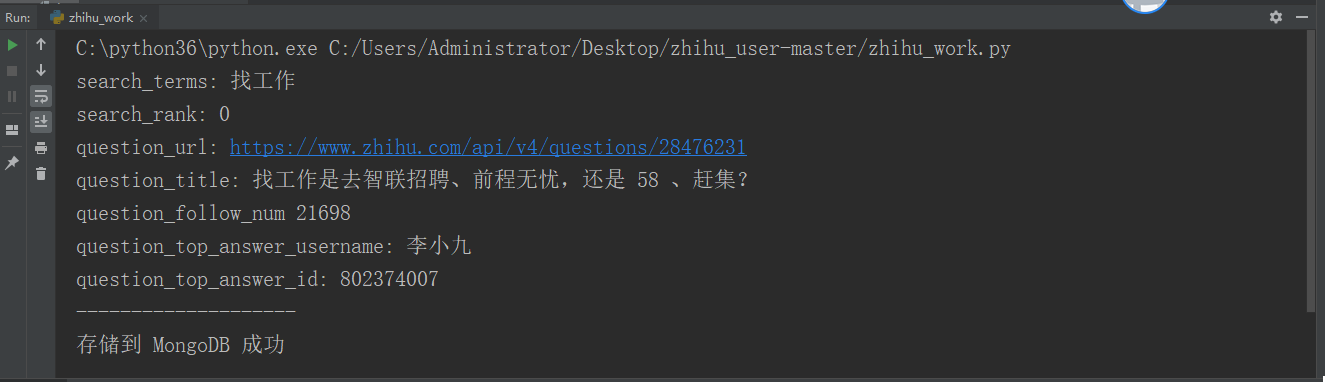 Run: zhihu_work
C:\python36\python.exe C:/Users/Administrator/Desktop/zhihu_user-master/zhihu_work.py
search_terms: 找工作
search_rank: 0
question_url: https://www.zhihu.com/api/v4/questions/28476231
question_title: 找工作是去智联招聘、前程无忧，还是 58 、赶集？
question_follow_num 21698
question_top_answer_username: 李小九
question_top_answer_id: 802374007
--------------------
存储到 MongoDB 成功